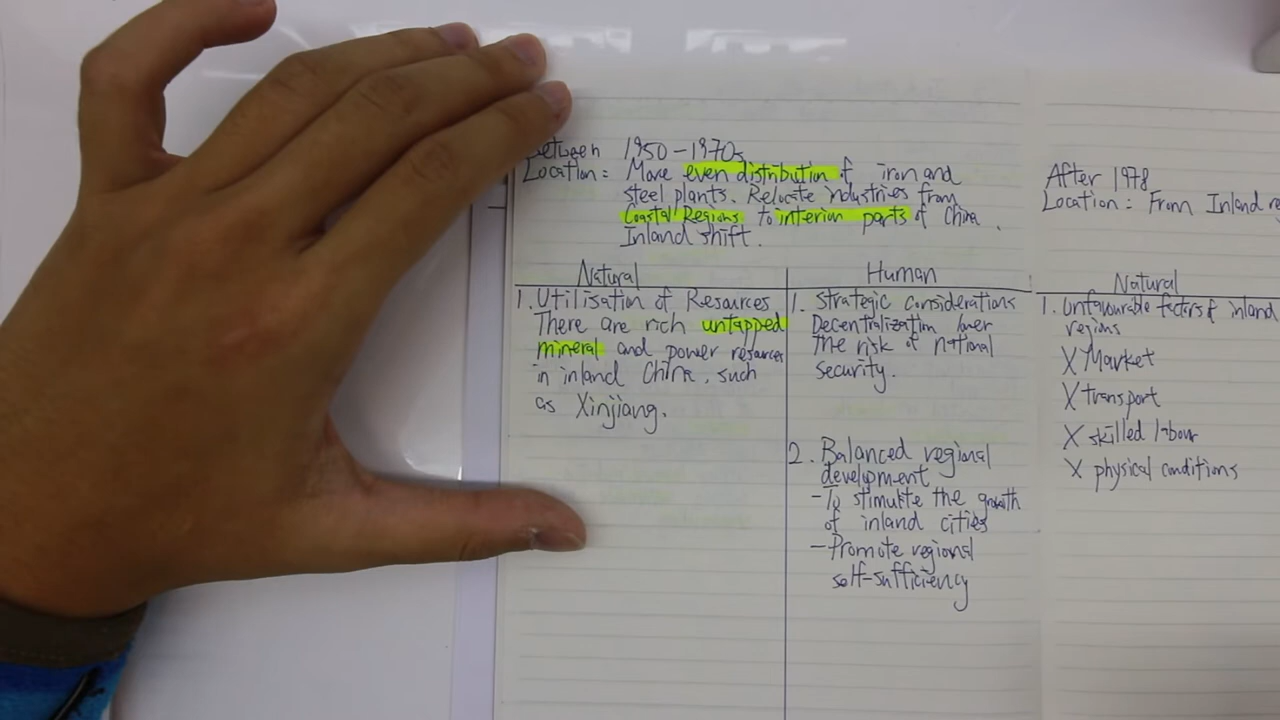 Between 1950-1970s
Location: More even distribution of iron and
steel plants. Relocate industries from
Coastal Regions to interion parts of China.
Inland shift.
Natural
1. Utilisation of Resources
There are rich untapped
mineral and power resources
in inland China, such
as Xinjiang.
Human
1. Strategic considerations
Decentralization lower
the risk of national
security.
2. Balanced regional
development
-To stimulate the growth
of inland cities
-Promote regional
self-sufficiency
After 1978
Location: From Inland
Natural
1. Unfavourable factors of inland
regions
X Market
X transport
X skilled labour
X physical conditions